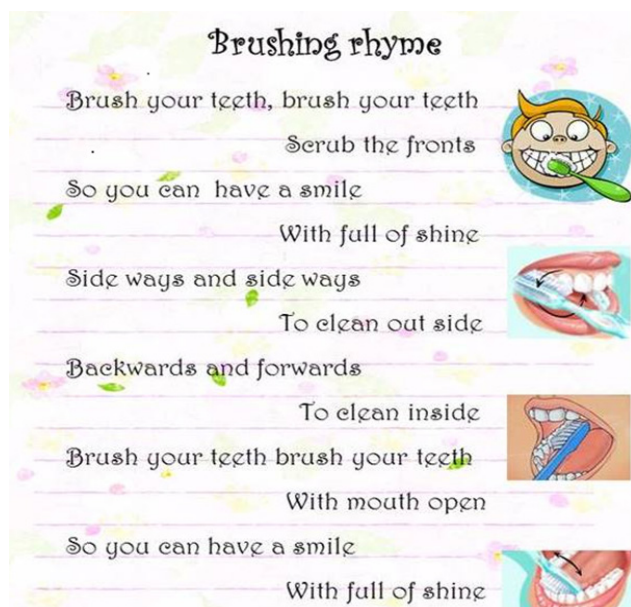 Brushing rhyme
Brush your teeth, brush your teeth
Scrub the fronts
So you can have a smile
With full of shine
Side ways and side ways
To clean out side
Backwards and forwards
To clean inside
Brush your teeth brush your teeth
With mouth open
So you can have a smile
With full of shine